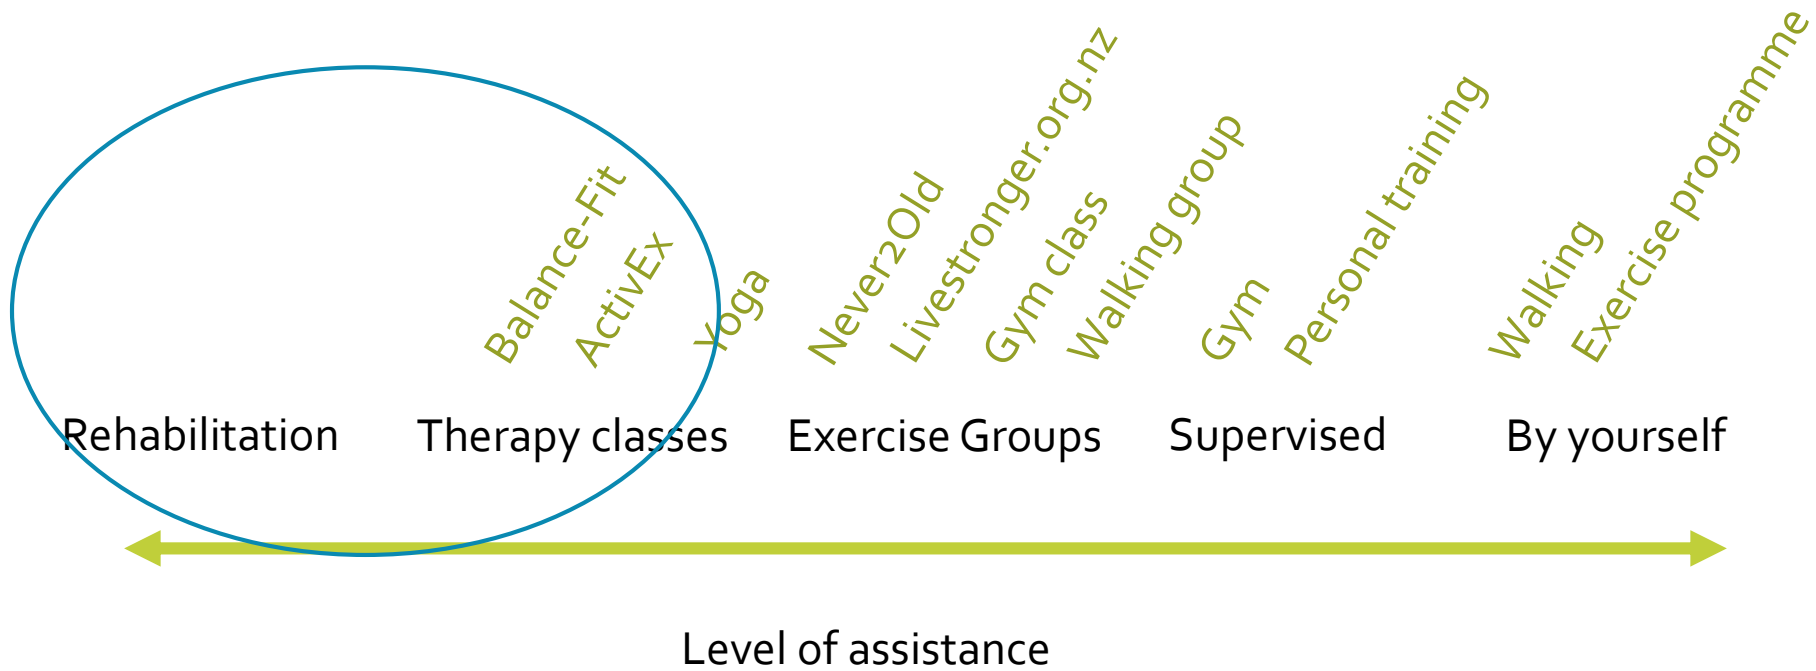 Balance-Fit
ActivEx
Yoga
Never2Old
Livestronger.org.nz
Gym class
Walking group
Gym
Personal training
Walking
Exercise programme
Rehabilitation
Therapy classes
Exercise Groups
Supervised
By yourself
Level of assistance